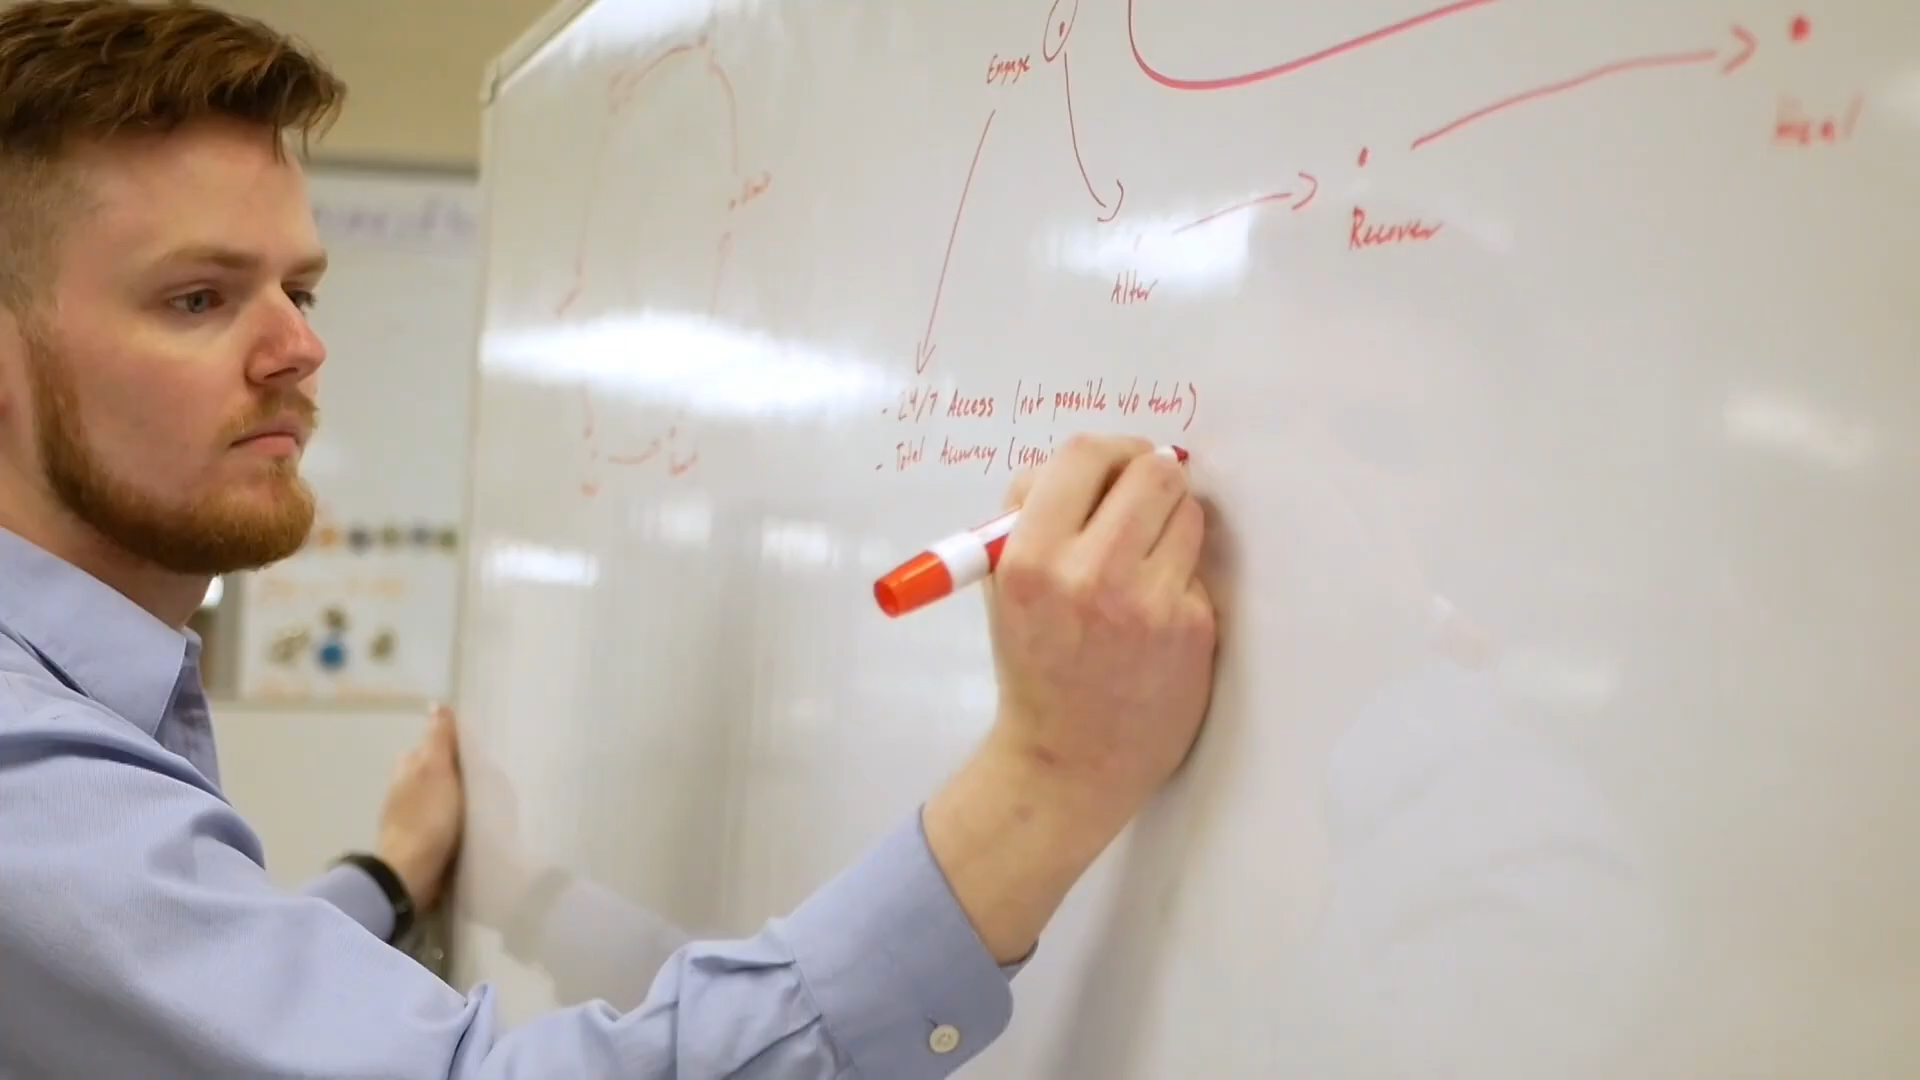 Engage
Heal
Recover
Alter
- 24/7 Access (not possible w/o tech)
- Total Accuracy (requi